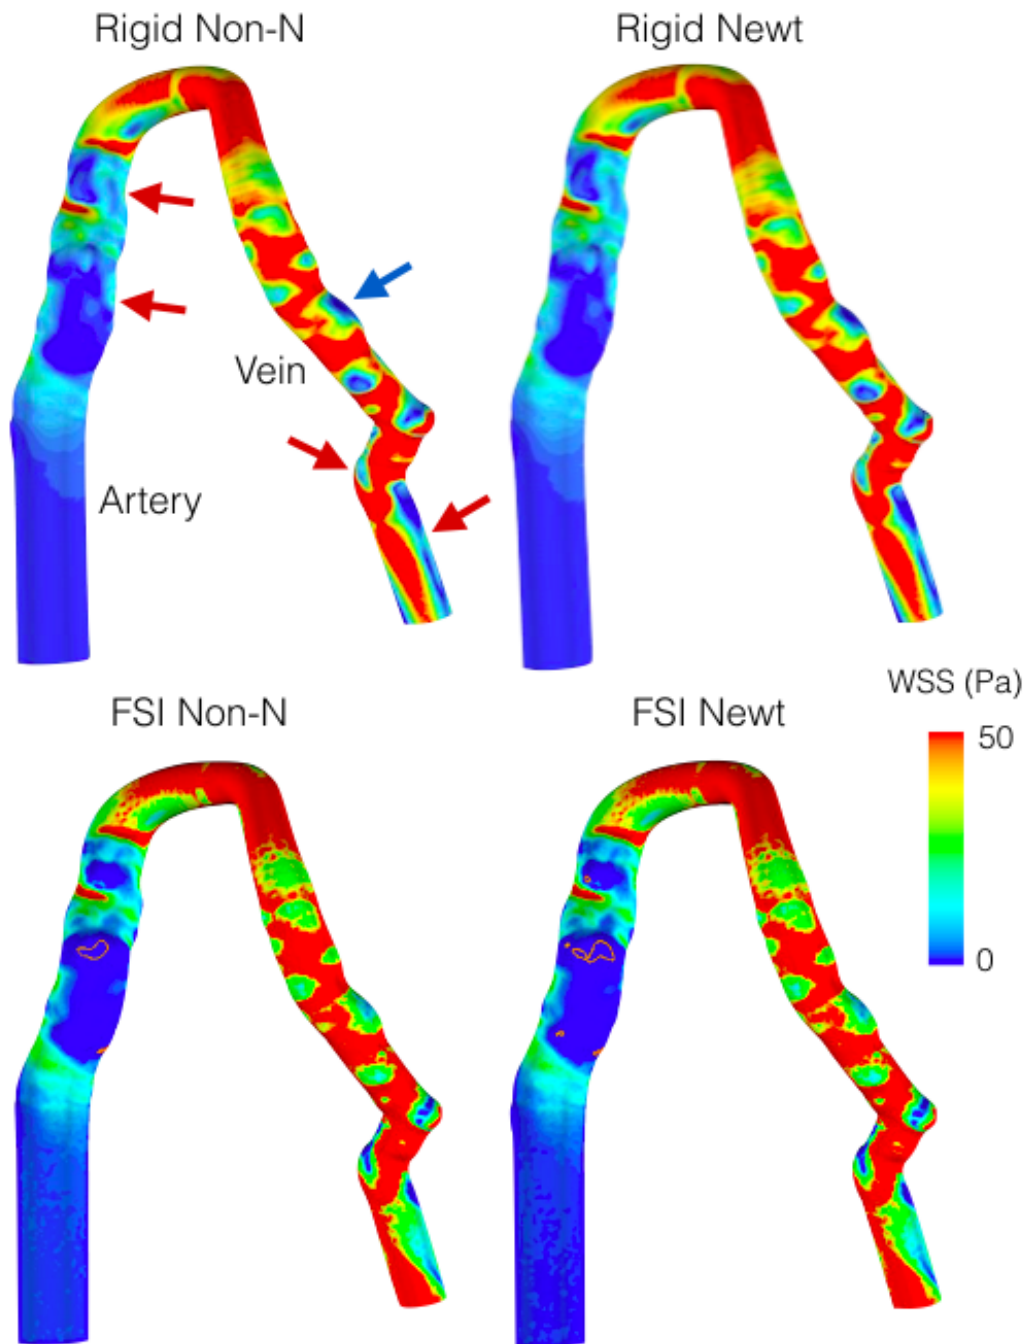 Rigid Non-N
Rigid Newt
Vein
Artery
WSS (Pa)
FSI Non-N
FSI Newt
50
0